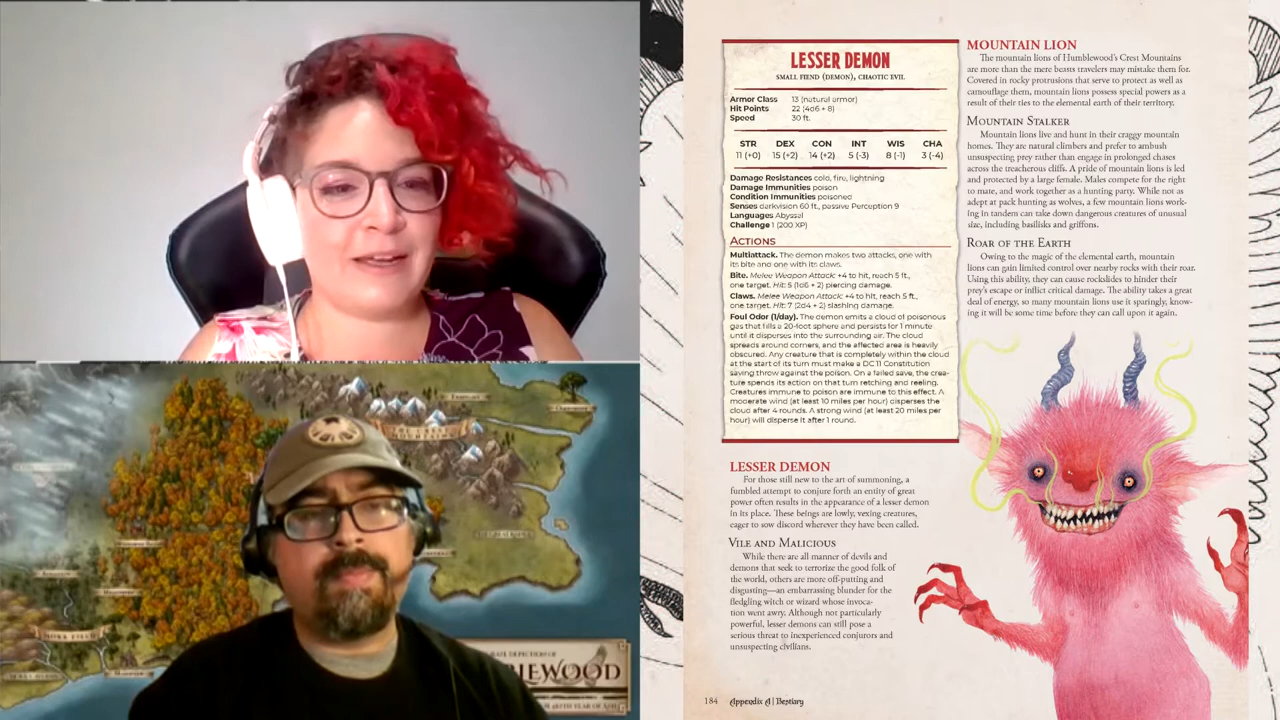 LESSER DEMON
SMALL FIEND (DEMON), CHAOTIC EVIL
Armor Class 13 (natural armor)
Hit Points 22 (4d6 + 8)
Speed 30 ft.
STR DEX CON INT WIS CHA
11 (+0) 15 (+2) 14 (+2) 5 (-3) 8 (-1) 3 (-4)
Damage Resistances cold, fire, lightning
Damage Immunities poison
Condition Immunities poisoned
Senses darkvision 60 ft., passive Perception 9
Languages Abyssal
Challenge 1 (200 XP)
ACTIONS
Multiattack. The demon makes two attacks, one with
its bite and one with its claws.
Bite. Melee Weapon Attack: +4 to hit, reach 5 ft.,
one target. Hit: 5 (1d6 + 2) piercing damage.
Claws. Melee Weapon Attack: +4 to hit, reach 5 ft.,
one target. Hit: 7 (2d4 + 2) slashing damage.
Foul Odor (1/day). The demon emits a cloud of poisonous
gas that fills a 20-foot sphere and persists for 1 minute
until it disperses into the surrounding air. The cloud
spreads around corners, and the affected area is heavily
obscured. Any creature that is completely within the cloud
at the start of its turn must make a DC 11 Constitution
saving throw against the poison. On a failed save, the crea-
ture spends its action on that turn retching and reeling.
Creatures immune to poison are immune to this effect. A
moderate wind (at least 10 miles per hour) disperses the
cloud after 4 rounds. A strong wind (at least 20 miles per
hour) will disperse it after 1 round.
LESSER DEMON
For those still new to the art of summoning, a
fumbled attempt to conjure forth an entity of great
power often results in the appearance of a lesser demon
in its place. These beings are lowly, vexing creatures,
eager to sow discord wherever they have been called.
VILE AND MALICIOUS
While there are all manner of devils and
demons that seek to terrorize the good folk of
the world, others are more off-putting and
disgusting—an embarrassing blunder for the
fledgling witch or wizard whose invoca-
tion went awry. Although not particularly
powerful, lesser demons can still pose a
serious threat to inexperienced conjurors and
unsuspecting civilians.
184 Appendix A | Bestiary
MOUNTAIN LION
The mountain lions of Humblewood's Crest Mountains
are more than the mere beasts travelers may mistake them for.
Covered in rocky protrusions that serve to protect as well as
camouflage them, mountain lions possess special powers as a
result of their ties to the elemental earth of their territory.
MOUNTAIN STALKER
Mountain lions live and hunt in their craggy mountain
homes. They are natural climbers and prefer to ambush
unsuspecting prey rather than engage in prolonged chases
across the treacherous cliffs. A pride of mountain lions is led
and protected by a large female. Males compete for the right
to mate, and work together as a hunting party. While not as
adept at pack hunting as wolves, a few mountain lions work-
ing in tandem can take down dangerous creatures of unusual
size, including basilisks and griffons.
ROAR OF THE EARTH
Owing to the magic of the elemental earth, mountain
lions can gain limited control over nearby rocks with their roar.
Using this ability, they can cause rockslides to hinder their
prey's escape or inflict critical damage. The ability takes a great
deal of energy, so many mountain lions use it sparingly, know-
ing it will be some time before they can call upon it again.
DEPICTION OF
LEWOOD